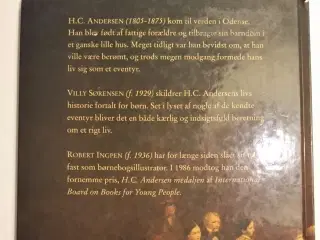 H.C. ANDERSEN (1805-1875) kom til verden i Odense.
Han blev født af fattige forældre og tilbragte sin barndom i
et ganske lille hus. Meget tidligt var han bevidst om, at han
ville være berømt, og trods megen modgang formede hans
liv sig som et eventyr.
VILLY SØRENSEN (f. 1929) skildrer H.C. Andersens livs
historie fortalt for børn. Set i lyset af nogle af de kendte
eventyr bliver det en både kærlig og indsigtsfuld beretning
om et rigt liv.
ROBERT INGPEN (f. 1936) har for længe siden slået sit navn
fast som børnebogsillustrator. I 1986 modtog han den
fornemme pris, H.C. Andersen medaljen af International
Board on Books for Young People.